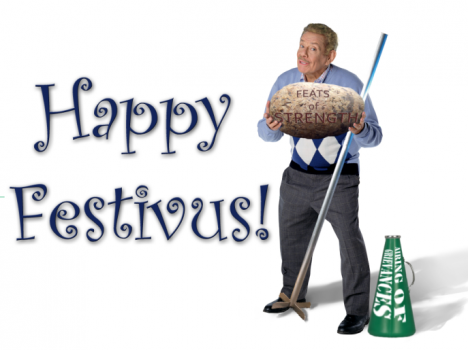 Happy
Festivus!
FEATS
of
STRENGTH
AIRING OF
GRIEVANCES